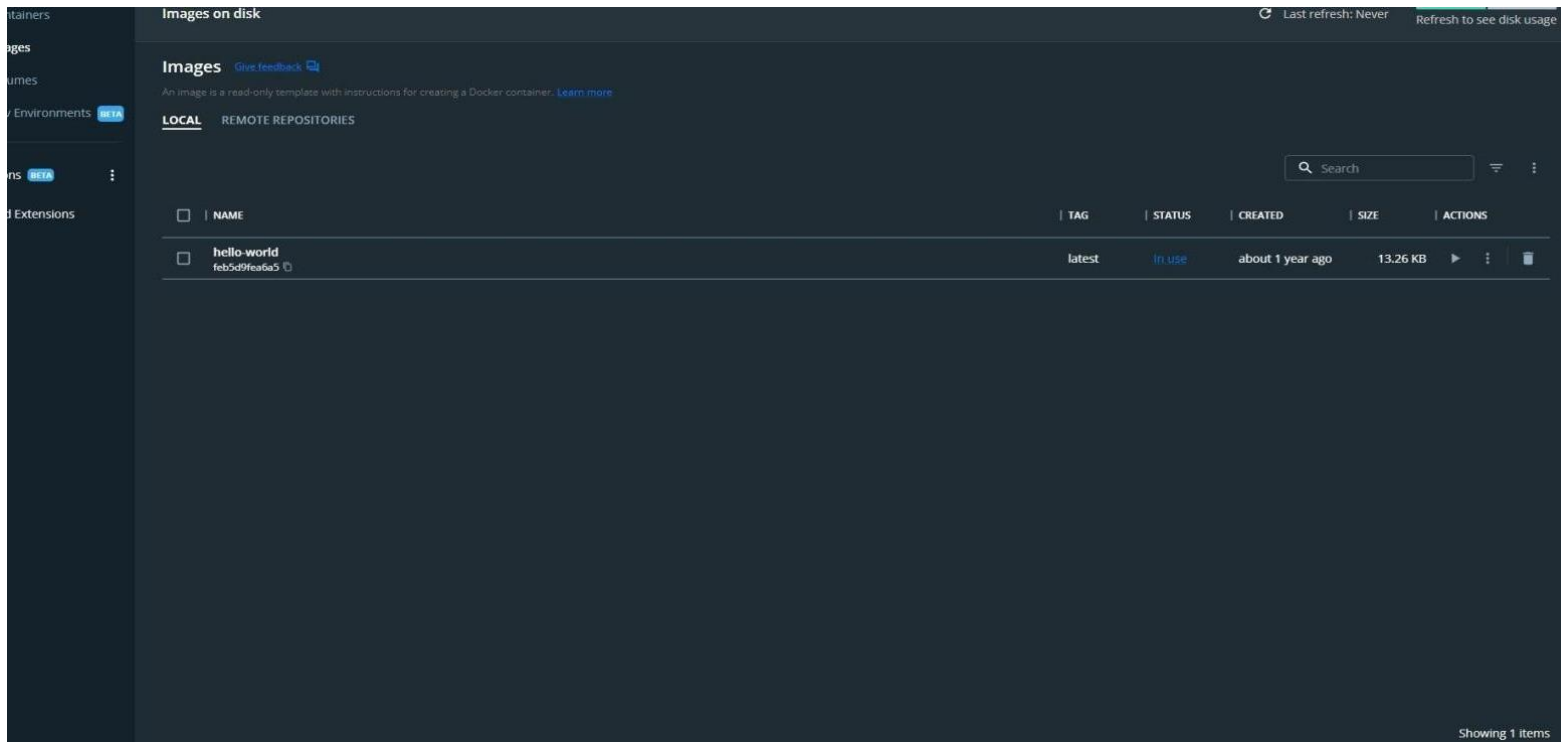 ntainers
ages
umes
v Environments BETA
ons BETA
d Extensions
Images on disk
Last refresh: Never
Refresh to see disk usage
Images Give feedback
An image is a read-only template with instructions for creating a Docker container. Learn more
LOCAL REMOTE REPOSITORIES
Search
NAME TAG STATUS CREATED SIZE ACTIONS
hello-world latest in use about 1 year ago 13.26 KB
feb5d9fea6a5
Showing 1 items